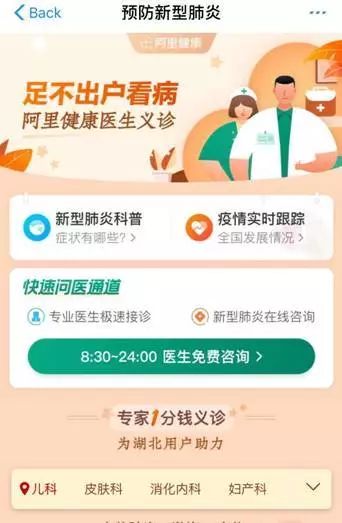 Back
预防新型肺炎
阿里健康
足不出户看病
阿里健康医生义诊
新型肺炎科普
症状有哪些?>
疫情实时跟踪
全国发展情况>
快速问医通道
专业医生极速接诊
新型肺炎在线咨询
8:30~24:00 医生免费咨询 >
专家1分钱义诊
为湖北用户助力
儿科 皮肤科 消化内科 妇产科